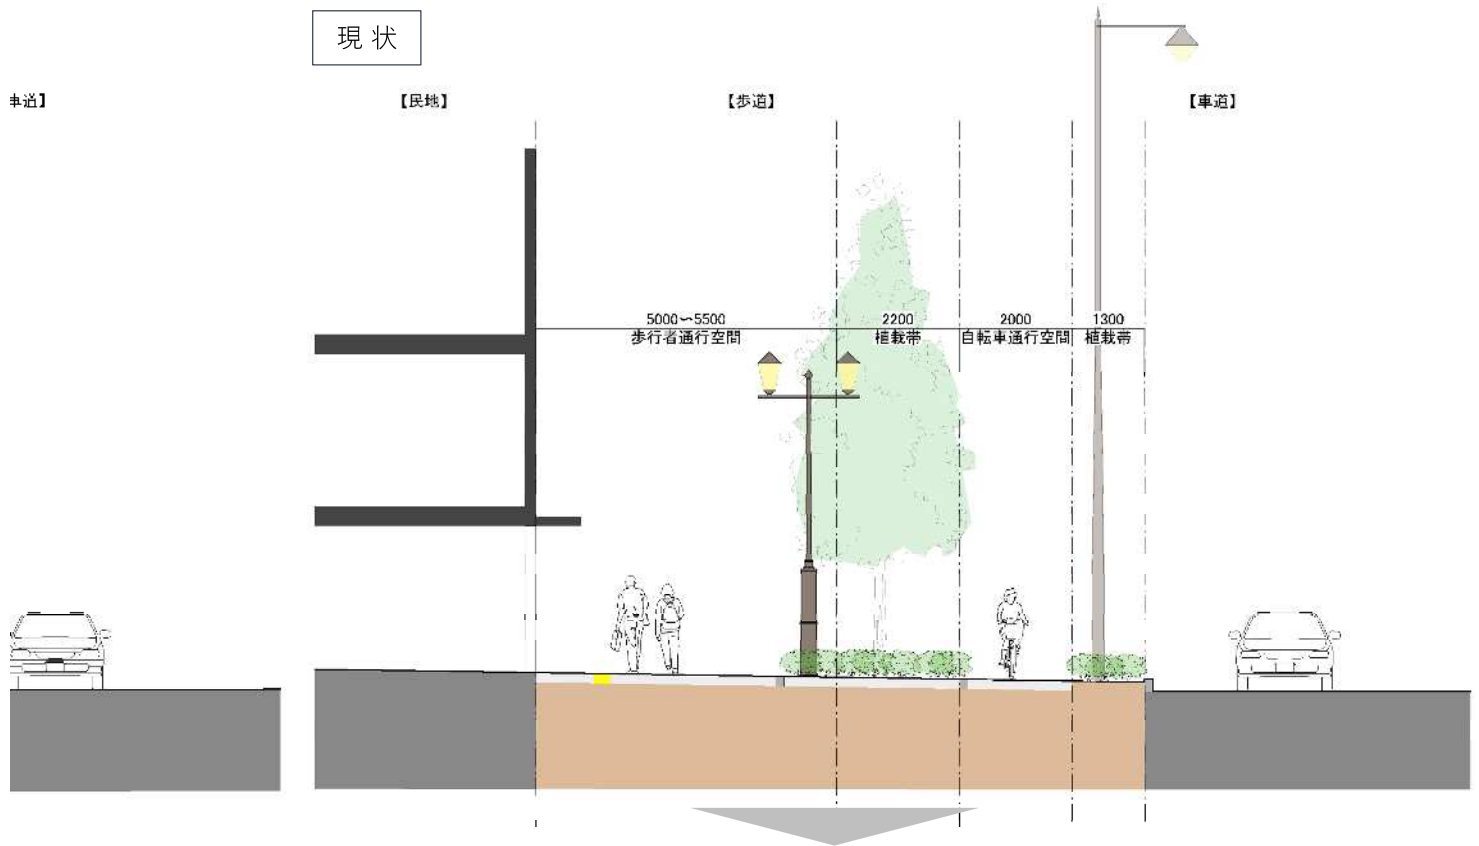 現状
車道】
【民地】
【歩道】
【車道】
5000~5500
歩行者通行空間
2200
植栽帯
2000
自転車通行空間
1300
植栽帯